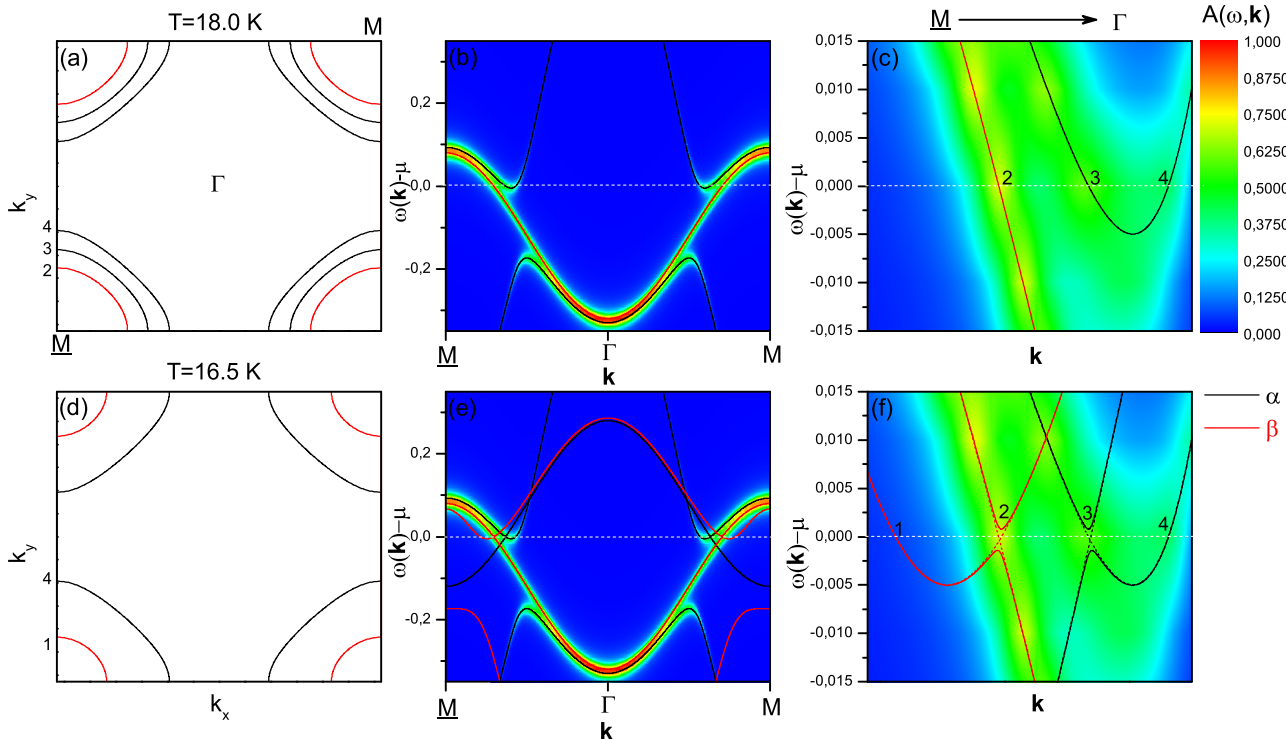 T=18.0 K
M
(a)
Γ
k_y
4
3
2
M
(b)
ω(k)-μ
0,2
0,0
-0,2
M
Γ
M
k
M
Γ
(c)
ω(k)−μ
0,015
0,010
0,005
0,000
-0,005
-0,010
-0,015
2
3
4
k
A(ω,k)
1,000
0,8750
0,7500
0,6250
0,5000
0,3750
0,2500
0,1250
0,000
T=16.5 K
(d)
k_y
4
1
k_x
(e)
ω(k)−μ
0,2
0,0
-0,2
M
Γ
M
k
(f)
ω(k)−μ
0,015
0,010
0,005
0,000
-0,005
-0,010
-0,015
1
2
3
4
k
α
β